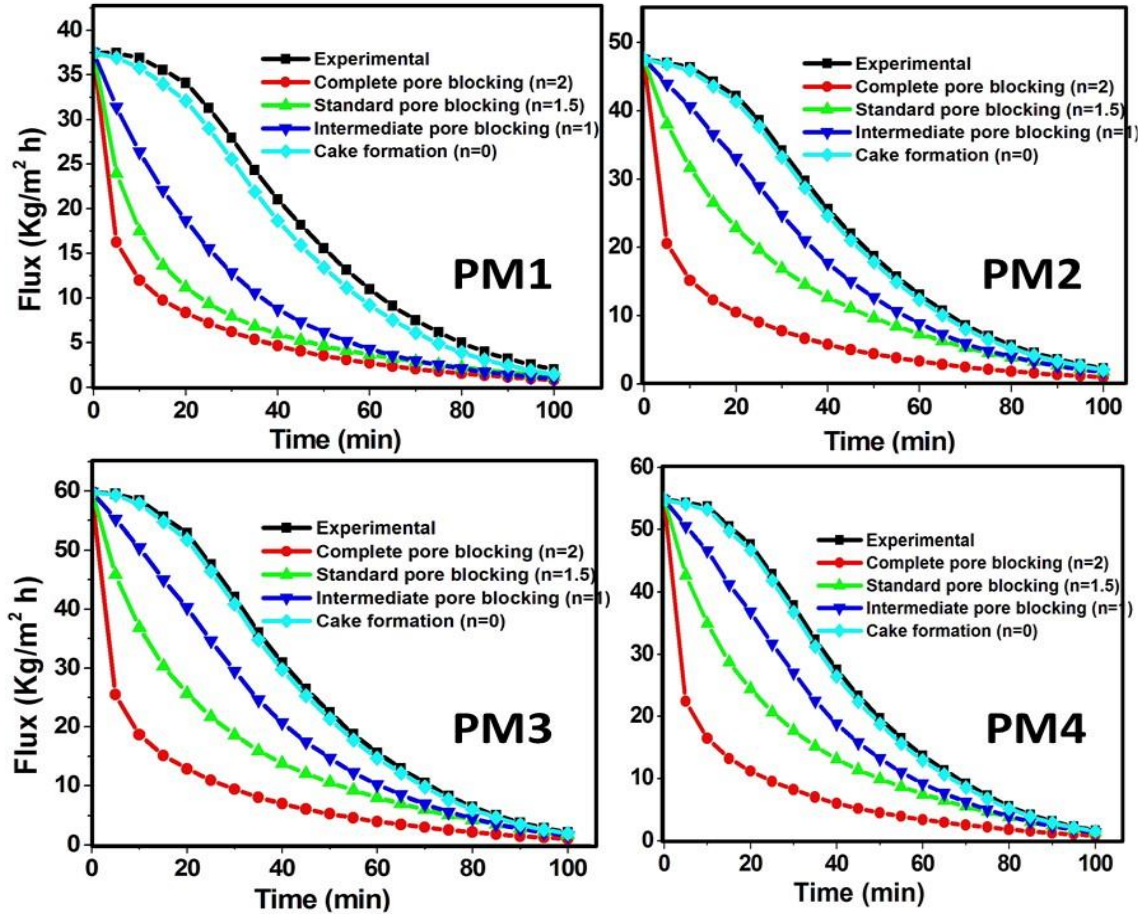 40
35
30
25
20
15
10
5
0
Flux (Kg/m² h)
Experimental
Complete pore blocking (n=2)
Standard pore blocking (n=1.5)
Intermediate pore blocking (n=1)
Cake formation (n=0)
PM1
0 20 40 60 80 100
Time (min)
50
40
30
20
10
0
Experimental
Complete pore blocking (n=2)
Standard pore blocking (n=1.5)
Intermediate pore blocking (n=1)
Cake formation (n=0)
PM2
0 20 40 60 80 100
Time (min)
60
50
40
30
20
10
0
Flux (Kg/m² h)
Experimental
Complete pore blocking (n=2)
Standard pore blocking (n=1.5)
Intermediate pore blocking (n=1)
Cake formation (n=0)
PM3
0 20 40 60 80 100
Time (min)
60
50
40
30
20
10
0
Experimental
Complete pore blocking (n=2)
Standard pore blocking (n=1.5)
Intermediate pore blocking (n=1)
Cake formation (n=0)
PM4
0 20 40 60 80 100
Time (min)